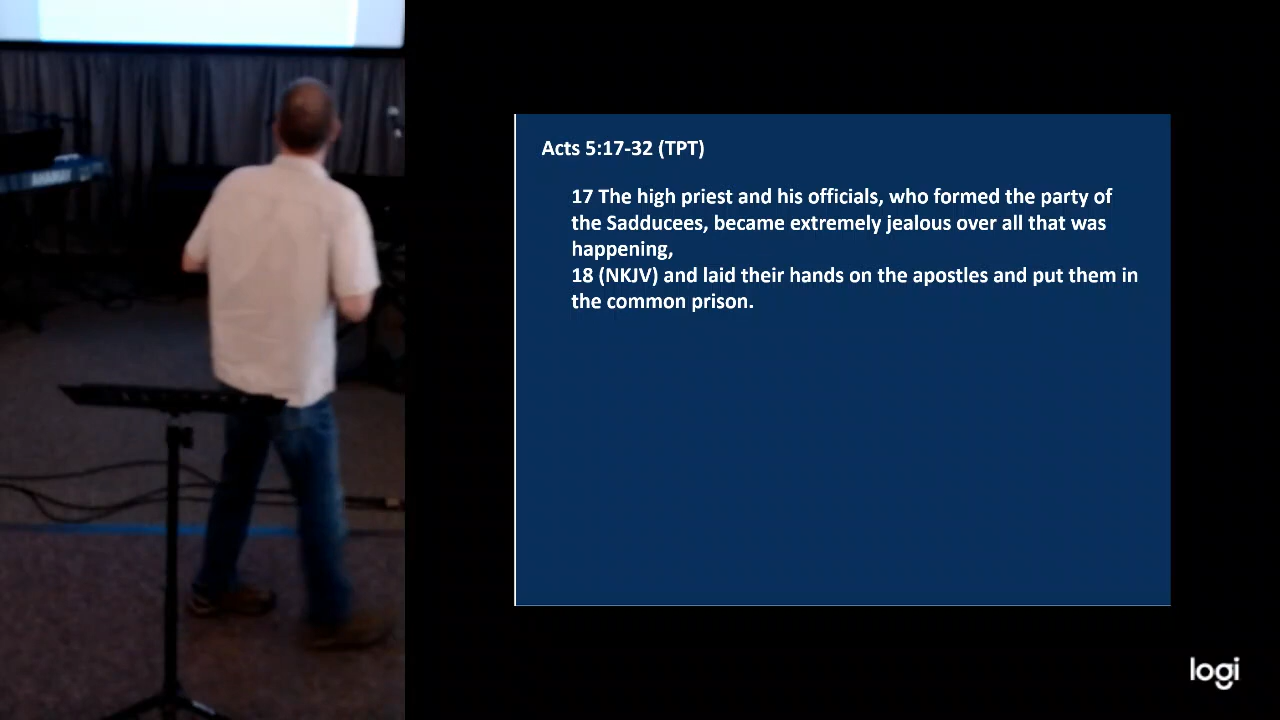 Acts 5:17-32 (TPT)
17 The high priest and his officials, who formed the party of
the Sadducees, became extremely jealous over all that was
happening,
18 (NKJV) and laid their hands on the apostles and put them in
the common prison.
YAMAHA
logi